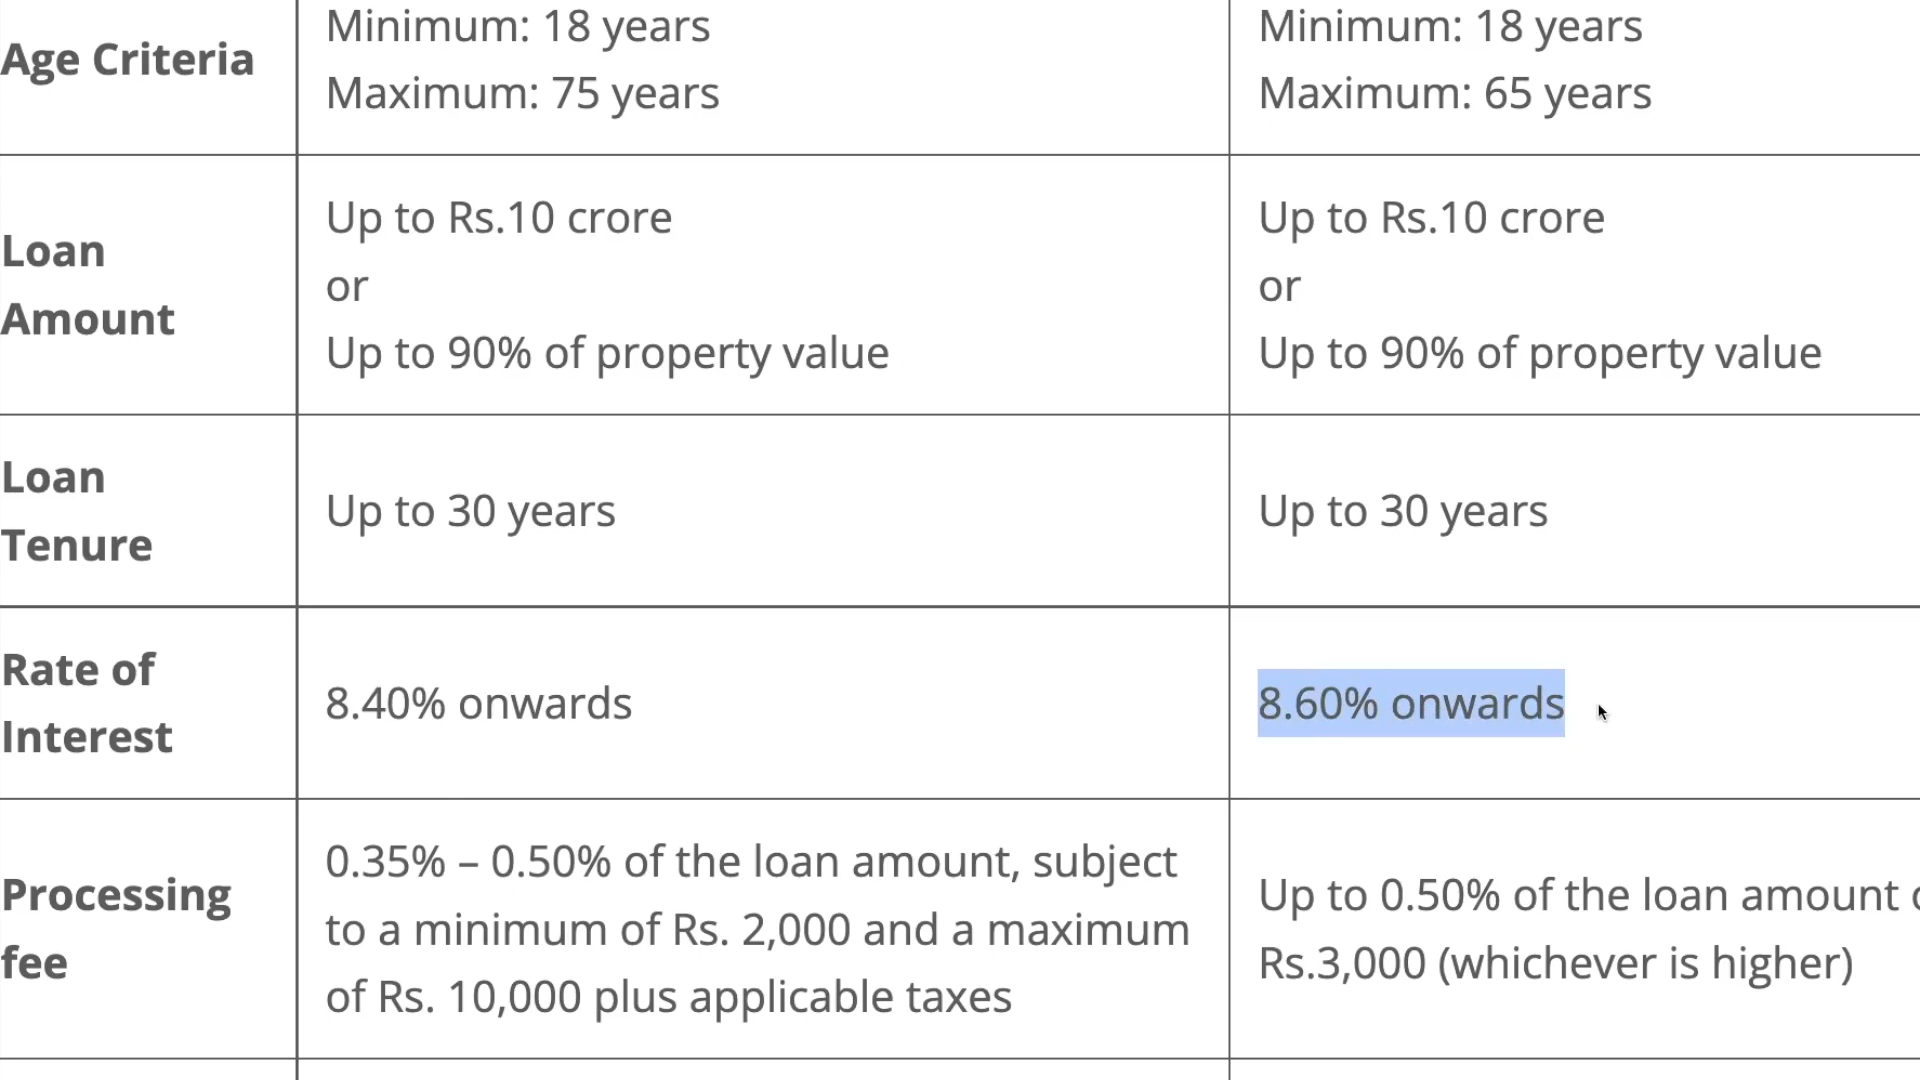 Age Criteria
Minimum: 18 years
Maximum: 75 years
Minimum: 18 years
Maximum: 65 years
Loan
Amount
Up to Rs.10 crore
or
Up to 90% of property value
Up to Rs.10 crore
or
Up to 90% of property value
Loan
Tenure
Up to 30 years
Up to 30 years
Rate of
Interest
8.40% onwards
8.60% onwards
Processing
fee
0.35% – 0.50% of the loan amount, subject
to a minimum of Rs. 2,000 and a maximum
of Rs. 10,000 plus applicable taxes
Up to 0.50% of the loan amount
Rs.3,000 (whichever is higher)